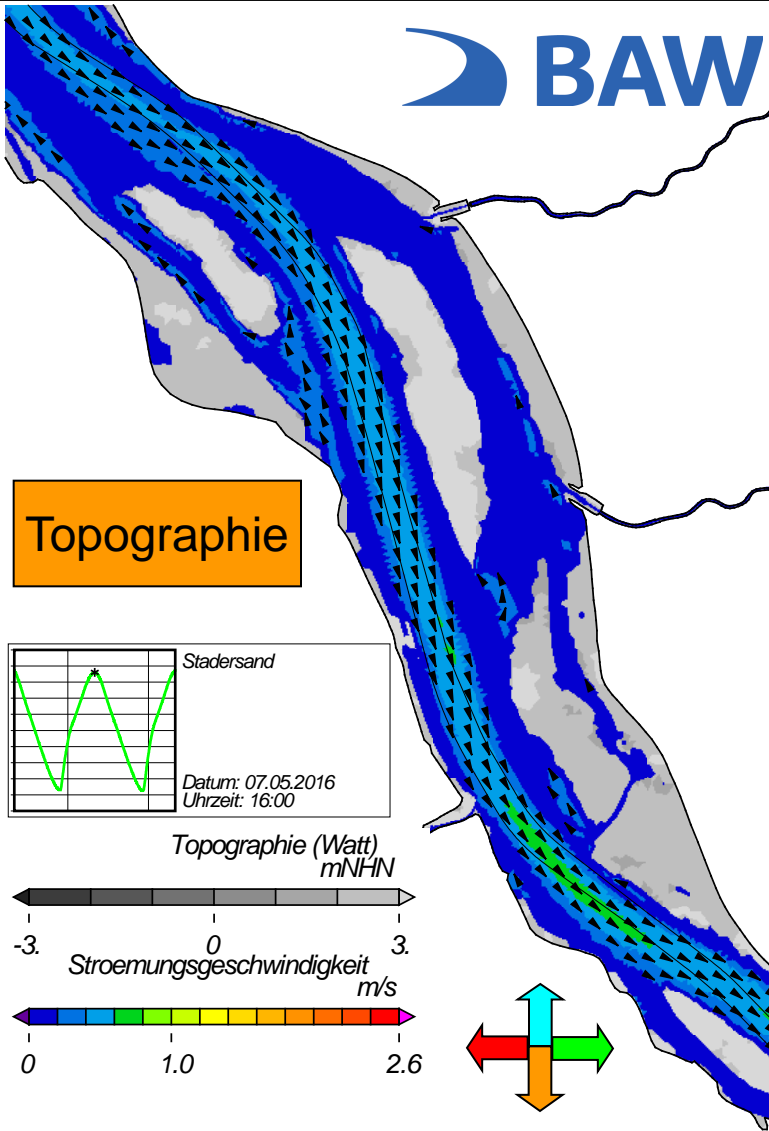 BAW
Topographie
Stadersand
Datum: 07.05.2016
Uhrzeit: 16:00
Topographie (Watt)
mNHN
-3. 0 3.
Stroemungsgeschwindigkeit
m/s
0 1.0 2.6